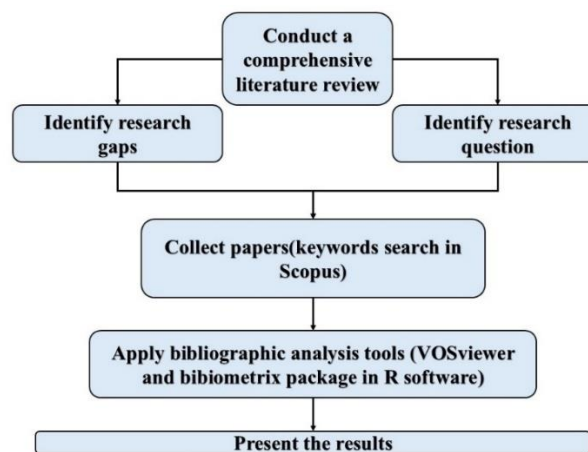 Conduct a
comprehensive
literature review
Identify research
gaps
Identify research
question
Collect papers(keywords search in
Scopus)
Apply bibliographic analysis tools (VOSviewer
and bibiometrix package in R software)
Present the results